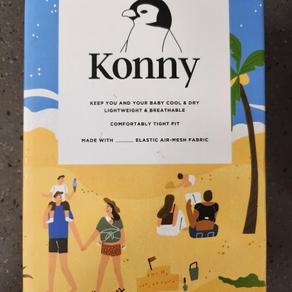 Konny
KEEP YOU AND YOUR BABY COOL & DRY
LIGHTWEIGHT & BREATHABLE
COMFORTABLY TIGHT FIT
MADE WITH ______ ELASTIC AIR-MESH FABRIC